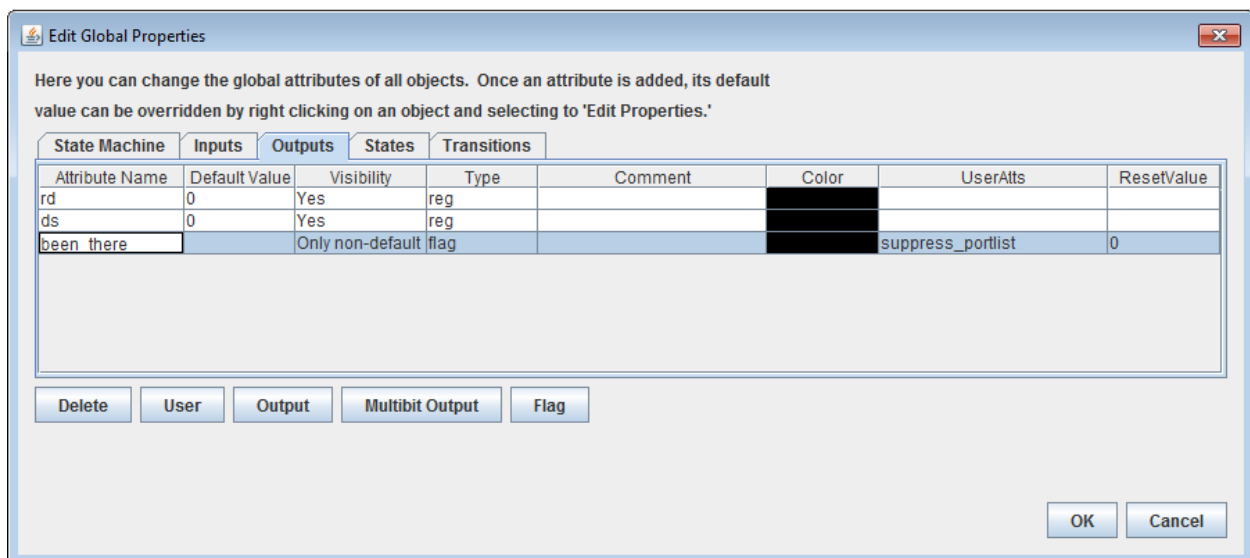 Edit Global Properties
Here you can change the global attributes of all objects. Once an attribute is added, its default
value can be overridden by right clicking on an object and selecting to 'Edit Properties.'
State Machine Inputs Outputs States Transitions
Attribute Name Default Value Visibility Type Comment Color UserAtts ResetValue
rd 0 Yes reg
ds 0 Yes reg
been_there Only non-default flag suppress_portlist 0
Delete User Output Multibit Output Flag
OK Cancel